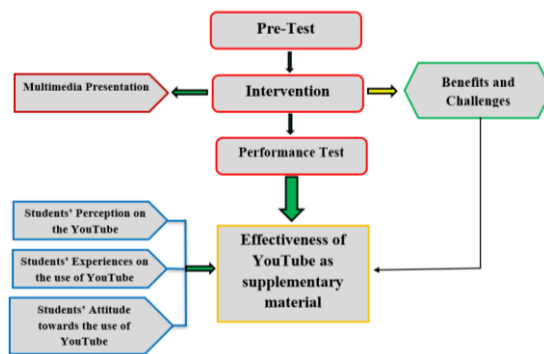 Pre-Test
Multimedia Presentation
Intervention
Benefits and
Challenges
Performance Test
Students' Perception on
the YouTube
Students' Experiences on
the use of YouTube
Students' Attitude
towards the use of
YouTube
Effectiveness of
YouTube as
supplementary
material